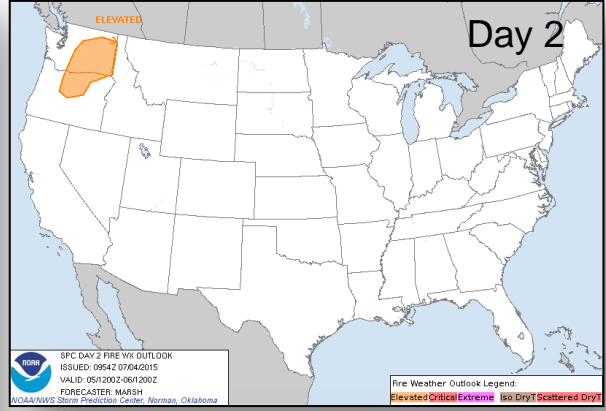 ELEVATED
Day 2
NOAA
SPC DAY 2 FIRE WX OUTLOOK
ISSUED: 0954Z 07/04/2015
VALID: 05/1200Z-06/1200Z
FORECASTER: MARSH
NOAA/NWS Storm Prediction Center, Norman, Oklahoma
Fire Weather Outlook Legend:
Elevated Critical Extreme Iso DryT Scattered DryT